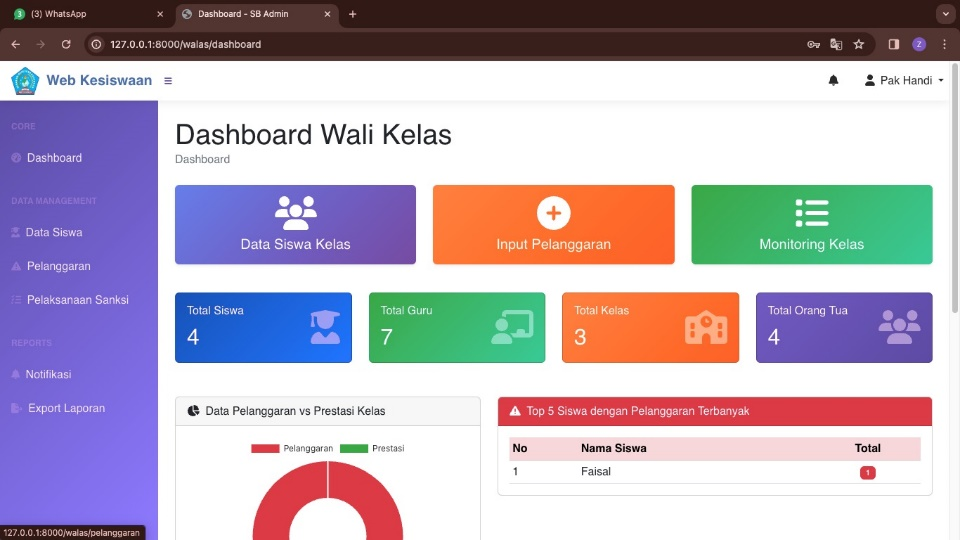 (3) WhatsApp
Dashboard - SB Admin
127.0.0.1:8000/walas/dashboard
Web Kesiswaan
Pak Handi
CORE
Dashboard
DATA MANAGEMENT
Data Siswa
Pelanggaran
Pelaksanaan Sanksi
REPORTS
Notifikasi
Export Laporan
Dashboard Wali Kelas
Dashboard
Data Siswa Kelas
Input Pelanggaran
Monitoring Kelas
Total Siswa
4
Total Guru
7
Total Kelas
3
Total Orang Tua
4
Data Pelanggaran vs Prestasi Kelas
Pelanggaran Prestasi
Top 5 Siswa dengan Pelanggaran Terbanyak
No Nama Siswa Total
1 Faisal 1
127.0.0.1:8000/walas/pelanggaran